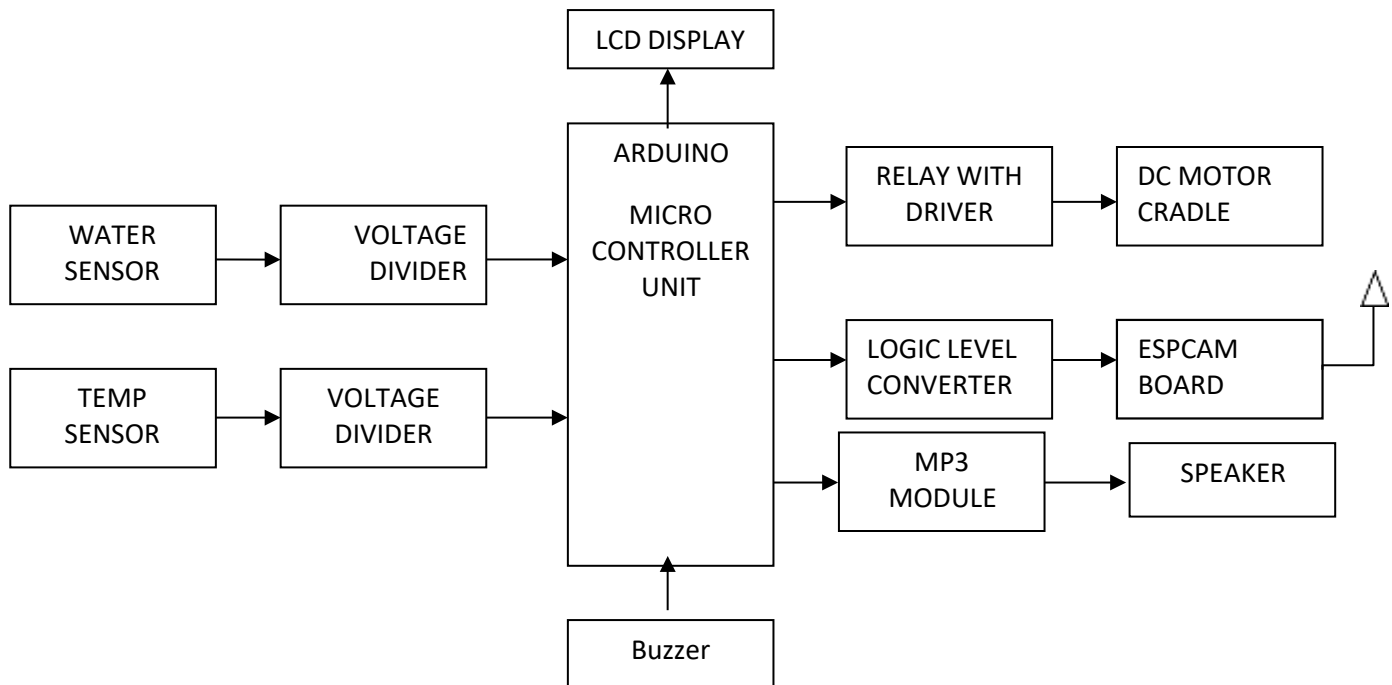 LCD DISPLAY
ARDUINO
MICRO
CONTROLLER
UNIT
WATER
SENSOR
VOLTAGE
DIVIDER
TEMP
SENSOR
VOLTAGE
DIVIDER
RELAY WITH
DRIVER
DC MOTOR
CRADLE
LOGIC LEVEL
CONVERTER
ESPCAM
BOARD
MP3
MODULE
SPEAKER
Buzzer